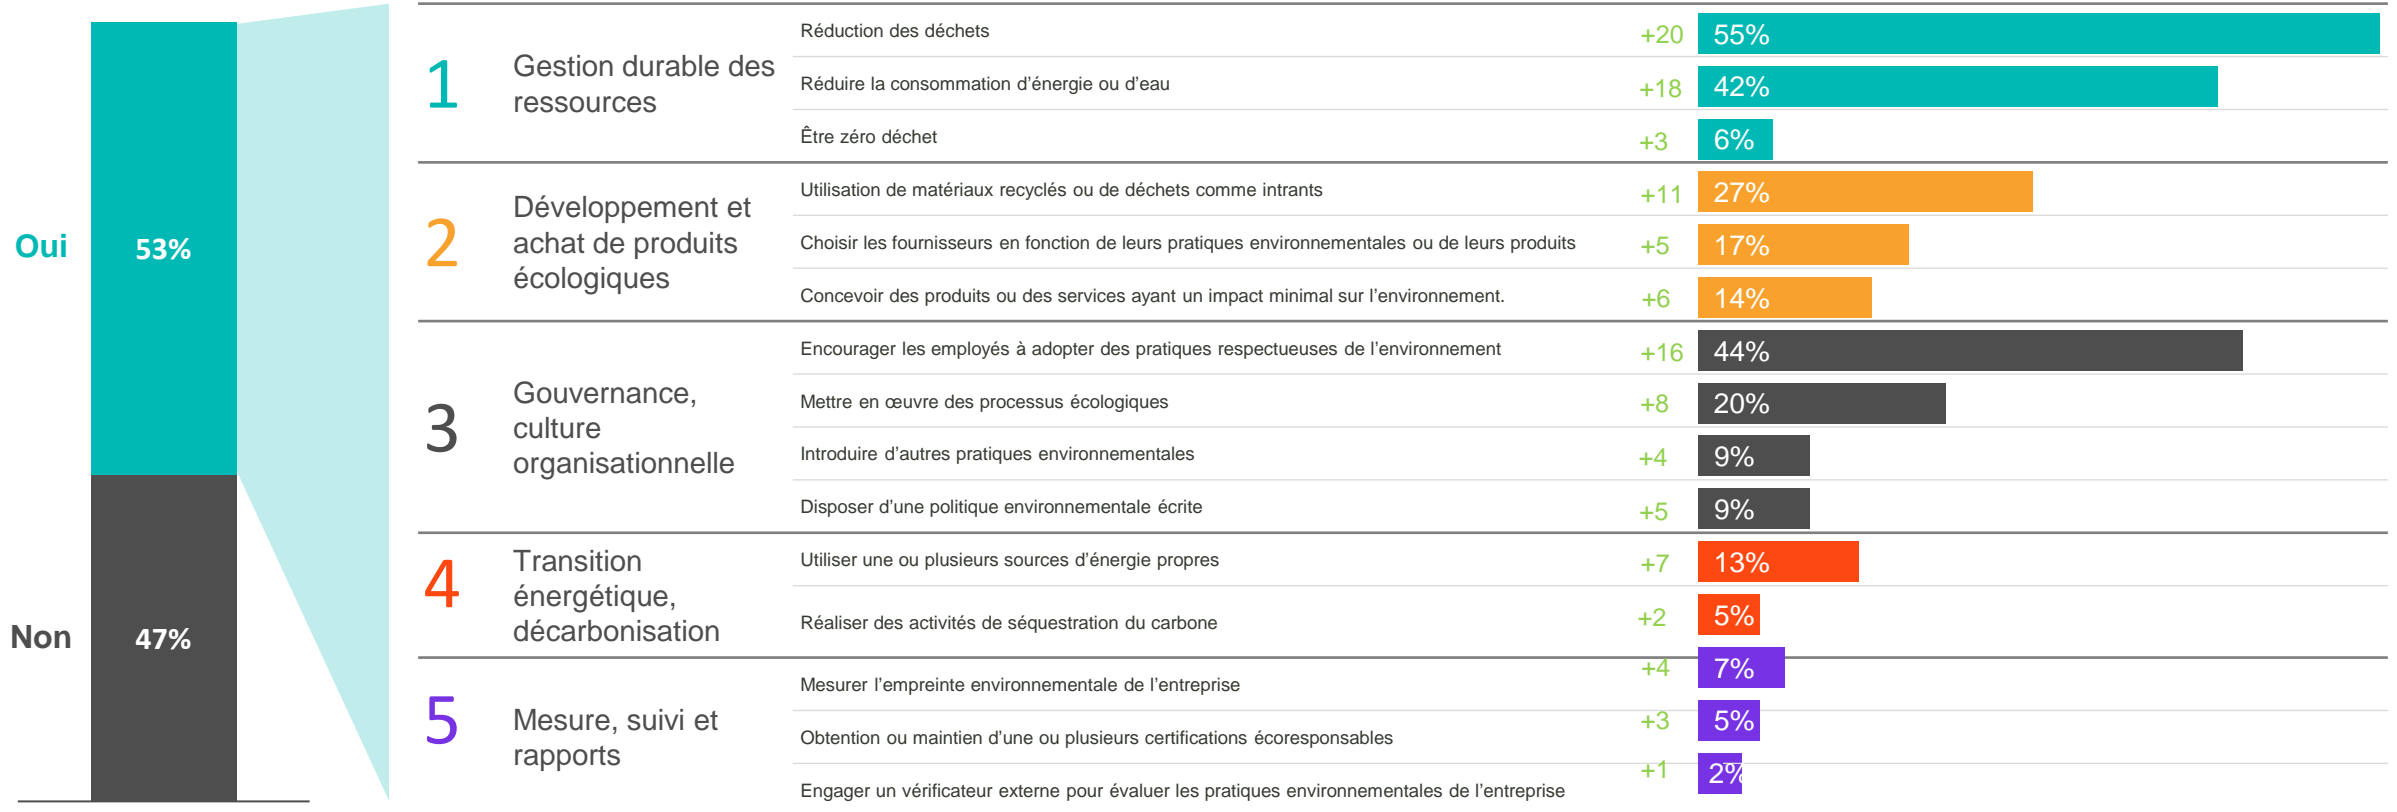 Oui
53%
Non
47%
1
Gestion durable des
ressources
Réduction des déchets
+20
55%
Réduire la consommation d’énergie ou d’eau
+18
42%
Être zéro déchet
+3
6%
2
Développement et
achat de produits
écologiques
Utilisation de matériaux recyclés ou de déchets comme intrants
+11
27%
Choisir les fournisseurs en fonction de leurs pratiques environnementales ou de leurs produits
+5
17%
Concevoir des produits ou des services ayant un impact minimal sur l’environnement.
+6
14%
3
Gouvernance,
culture
organisationnelle
Encourager les employés à adopter des pratiques respectueuses de l’environnement
+16
44%
Mettre en œuvre des processus écologiques
+8
20%
Introduire d’autres pratiques environnementales
+4
9%
Disposer d’une politique environnementale écrite
+5
9%
4
Transition
énergétique,
décarbonisation
Utiliser une ou plusieurs sources d’énergie propres
+7
13%
Réaliser des activités de séquestration du carbone
+2
5%
5
Mesure, suivi et
rapports
Mesurer l’empreinte environnementale de l’entreprise
+4
7%
Obtention ou maintien d’une ou plusieurs certifications écoresponsables
+3
5%
Engager un vérificateur externe pour évaluer les pratiques environnementales de l’entreprise
+1
2%